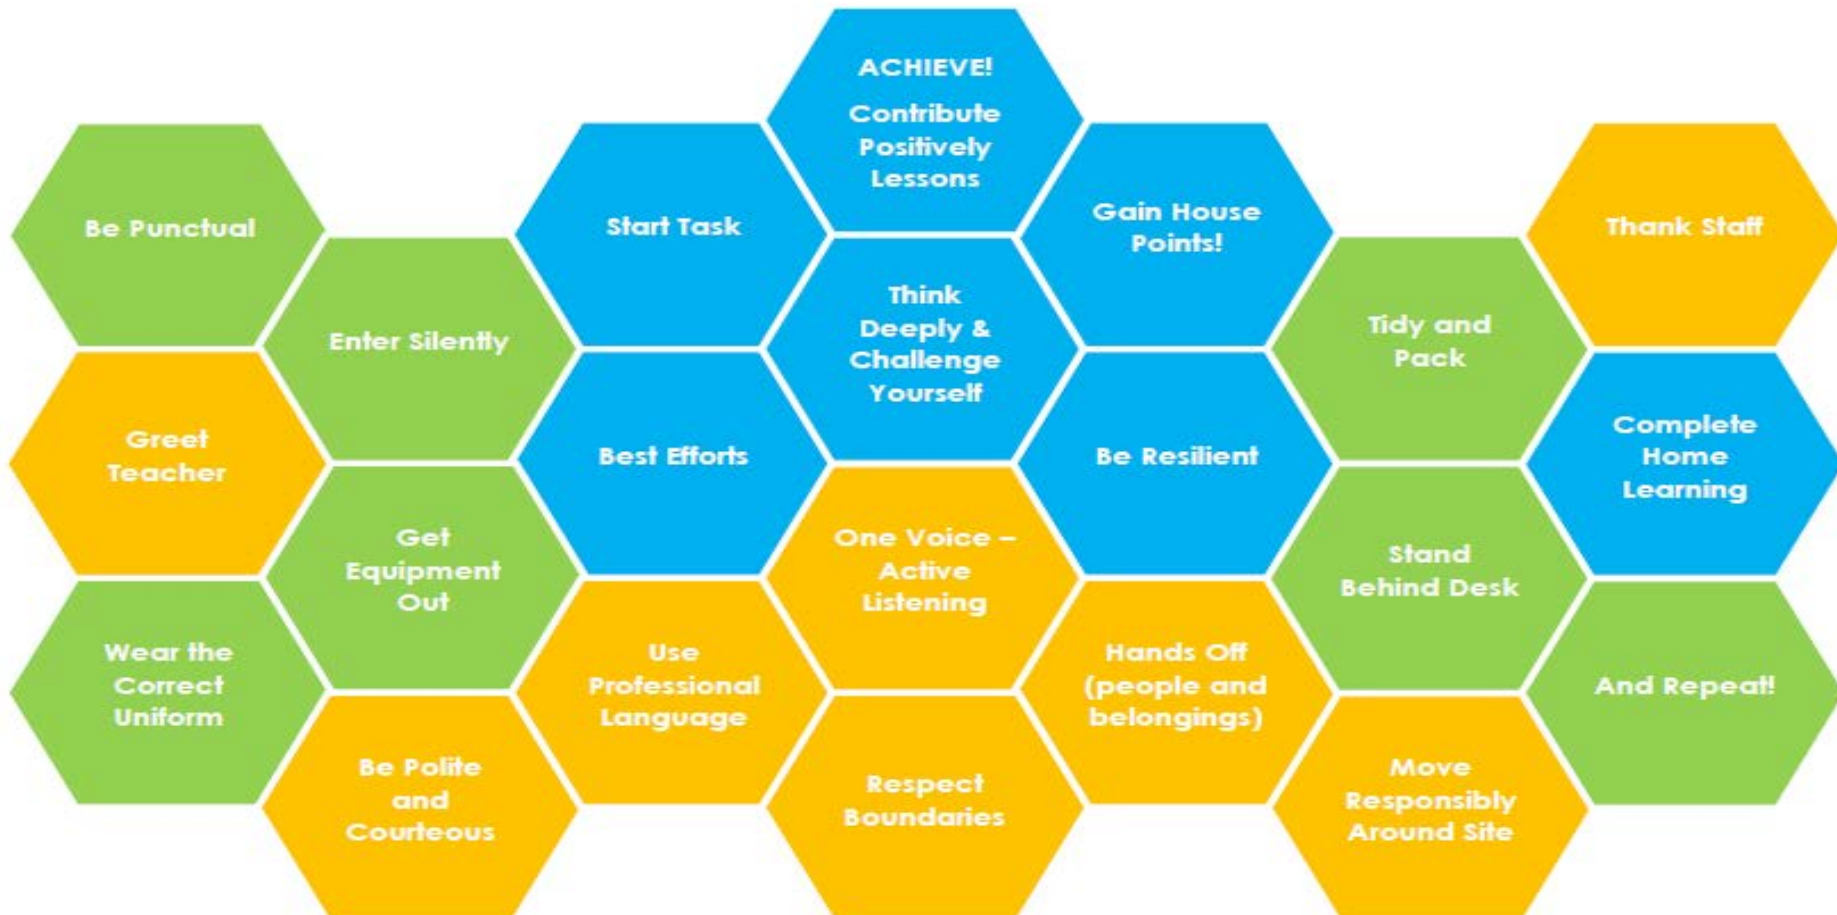 Be Punctual
Greet
Teacher
Wear the
Correct
Uniform
Enter Silently
Get
Equipment
Out
Be Polite
and
Courteous
Start Task
Best Efforts
Use
Professional
Language
ACHIEVE!
Contribute
Positively
Lessons
Think
Deeply &
Challenge
Yourself
One Voice –
Active
Listening
Respect
Boundaries
Gain House
Points!
Be Resilient
Hands Off
(people and
belongings)
Tidy and
Pack
Stand
Behind Desk
Move
Responsibly
Around Site
Thank Staff
Complete
Home
Learning
And Repeat!